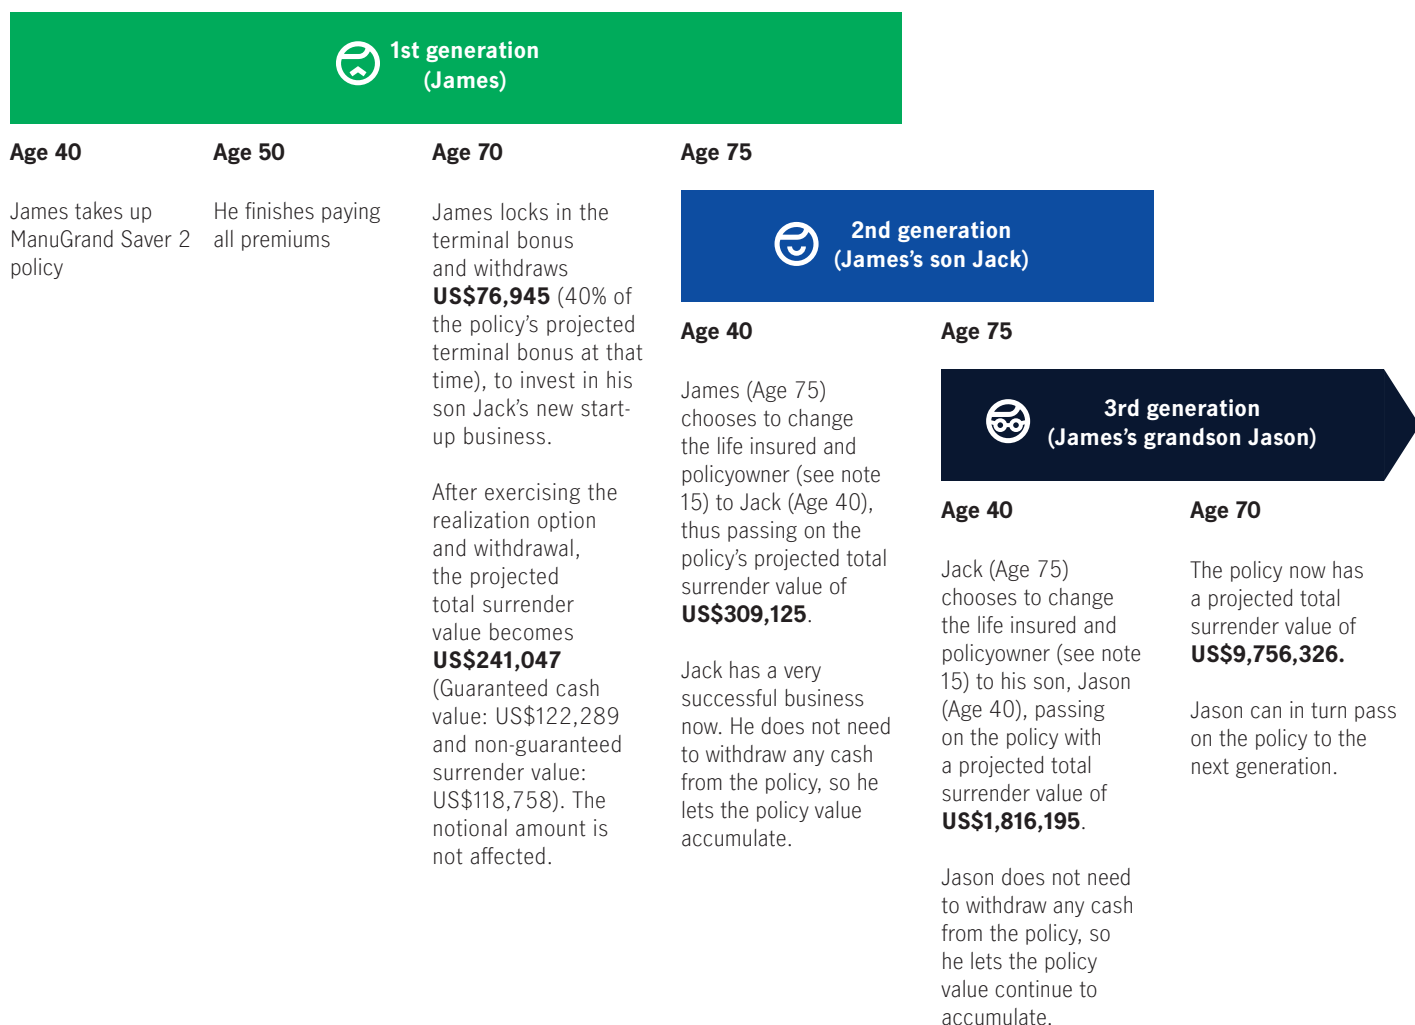 1st generation
(James)
Age 40
James takes up
ManuGrand Saver 2
policy
Age 50
He finishes paying
all premiums
Age 70
James locks in the
terminal bonus
and withdraws
US$76,945 (40% of
the policy’s projected
terminal bonus at that
time), to invest in his
son Jack’s new start-
up business.
After exercising the
realization option
and withdrawal,
the projected
total surrender
value becomes
US$241,047
(Guaranteed cash
value: US$122,289
and non-guaranteed
surrender value:
US$118,758). The
notional amount is
not affected.
Age 75
2nd generation
(James’s son Jack)
Age 40
James (Age 75)
chooses to change
the life insured and
policyowner (see note
15) to Jack (Age 40),
thus passing on the
policy’s projected total
surrender value of
US$309,125.
Jack has a very
successful business
now. He does not need
to withdraw any cash
from the policy, so he
lets the policy value
accumulate.
Age 75
3rd generation
(James’s grandson Jason)
Age 40
Jack (Age 75)
chooses to change
the life insured and
policyowner (see note
15) to his son, Jason
(Age 40), passing
on the policy with
a projected total
surrender value of
US$1,816,195.
Jason does not need
to withdraw any cash
from the policy, so
he lets the policy
value continue to
accumulate.
Age 70
The policy now has
a projected total
surrender value of
US$9,756,326.
Jason can in turn pass
on the policy to the
next generation.